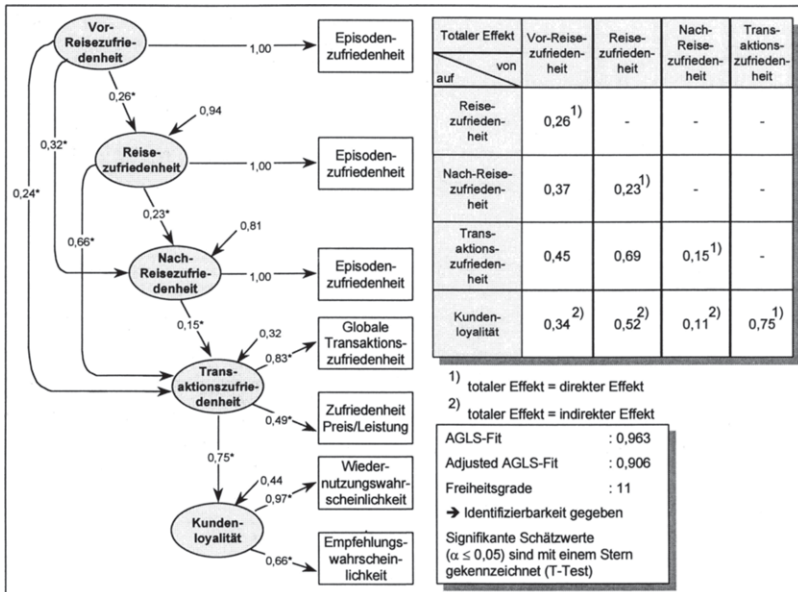 Vor-
Reisezufrie-
denheit
1,00
Episoden-
zufriedenheit
0,26*
0,94
0,32*
0,24*
Reise-
zufriedenheit
1,00
Episoden-
zufriedenheit
0,23*
0,81
0,66*
Nach-
Reisezufrie-
denheit
1,00
Episoden-
zufriedenheit
0,15*
0,32
0,83*
Globale
Transaktions-
zufriedenheit
Trans-
aktionszufrie-
denheit
0,49*
Zufriedenheit
Preis/Leistung
0,75*
0,44
0,97*
Wieder-
nutzungswahr-
scheinlichkeit
Kunden-
loyalität
0,66*
Empfehlungs-
wahrschein-
lichkeit
Totaler Effekt
von
auf
Vor-Reise-
zufrieden-
heit
Reise-
zufrieden-
heit
Nach-
Reise-
zufrieden-
heit
Trans-
aktions-
zufrieden-
heit
Reise-
zufrieden-
heit
0,26 1)
-
-
-
Nach-Reise-
zufrieden-
heit
0,37
0,23 1)
-
-
Trans-
aktions-
zufrieden-
heit
0,45
0,69
0,15 1)
-
Kunden-
loyalität
0,34 2)
0,52 2)
0,11 2)
0,75 1)
1) totaler Effekt = direkter Effekt
2) totaler Effekt = indirekter Effekt
AGLS-Fit : 0,963
Adjusted AGLS-Fit : 0,906
Freiheitsgrade : 11
➔ Identifizierbarkeit gegeben
Signifikante Schätzwerte
(α ≤ 0,05) sind mit einem Stern
gekennzeichnet (T-Test)